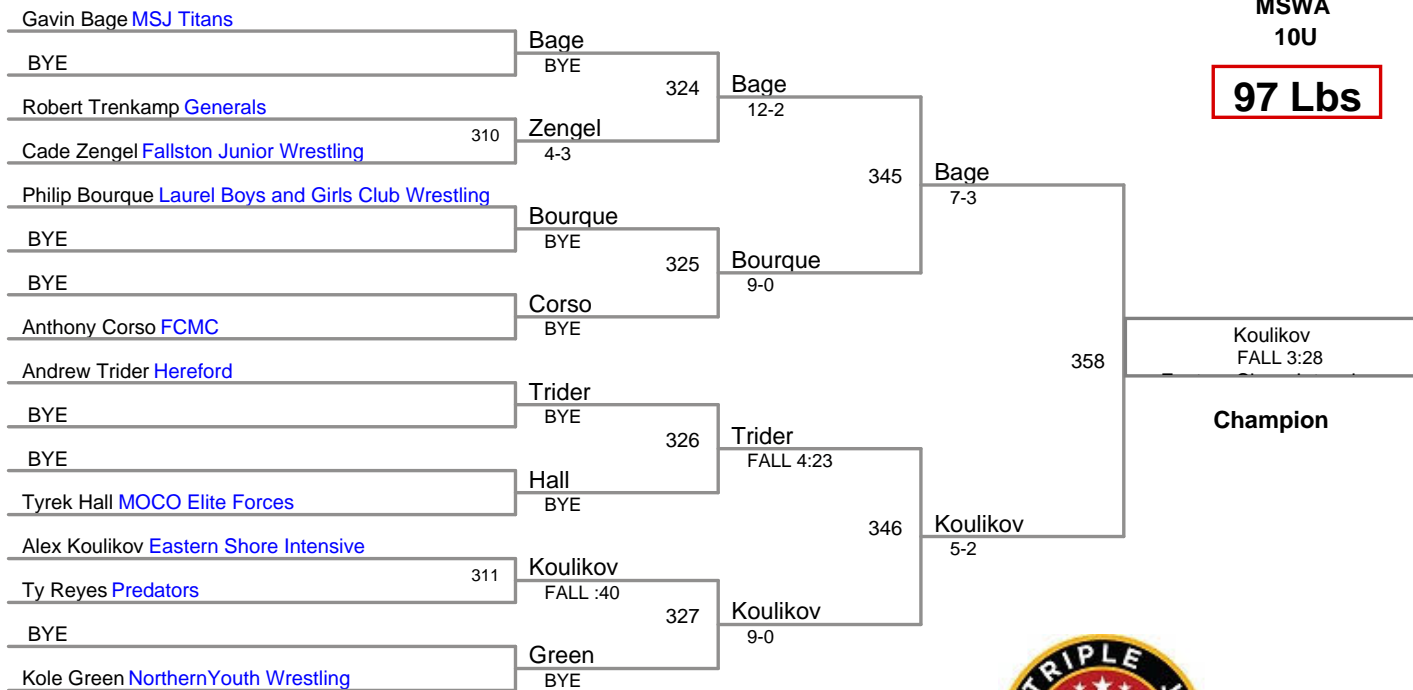 MSWA
10U
97 Lbs
Gavin Bage MSJ Titans
BYE
Robert Trenkamp Generals
Cade Zengel Fallston Junior Wrestling
Philip Bourque Laurel Boys and Girls Club Wrestling
BYE
BYE
Anthony Corso FCMC
Andrew Trider Hereford
BYE
BYE
Tyrek Hall MOCO Elite Forces
Alex Koulikov Eastern Shore Intensive
Ty Reyes Predators
BYE
Kole Green NorthernYouth Wrestling
310
311
Bage
BYE
Zengel
4-3
Bourque
BYE
Corso
BYE
Trider
BYE
Hall
BYE
Koulikov
FALL :40
Green
BYE
324
325
326
327
Bage
12-2
Bourque
9-0
Trider
FALL 4:23
Koulikov
9-0
345
346
Bage
7-3
Koulikov
5-2
358
Koulikov
FALL 3:28
Champion
TRIPLE